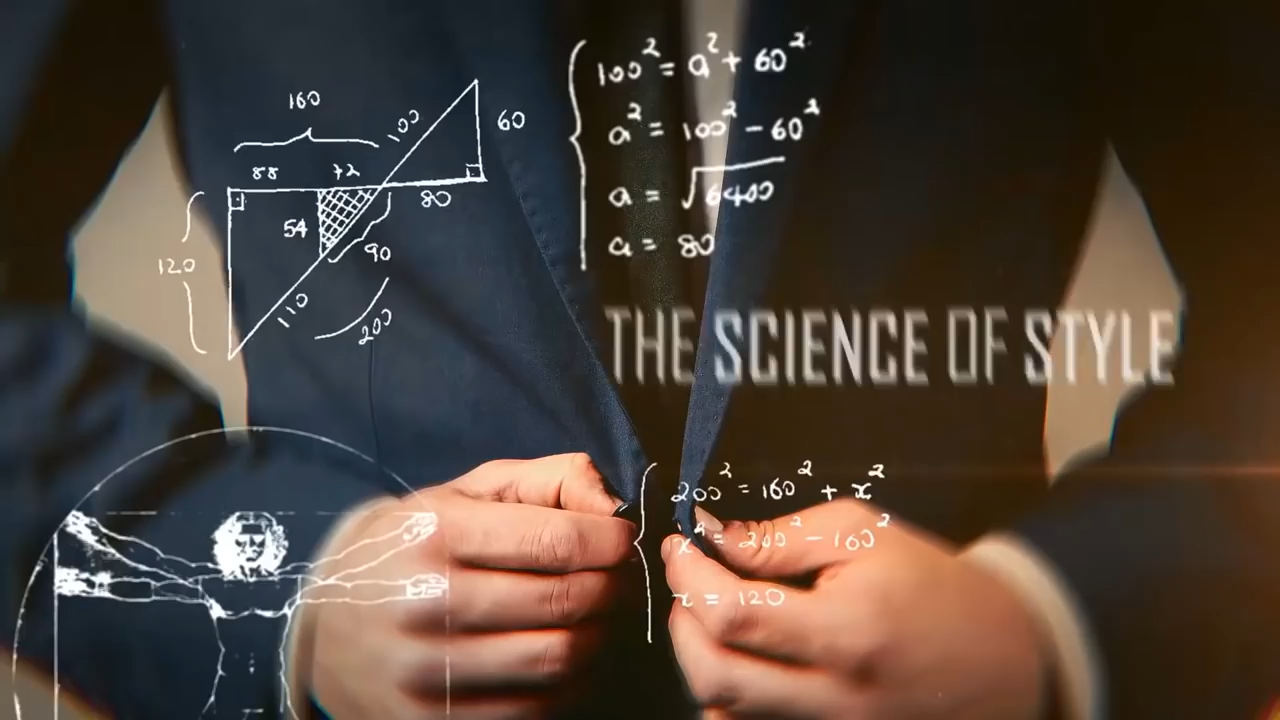 160
100
60
88
72
80
54
90
120
110
200
100² = a² + 60²
a² = 100² - 60²
a = √6400
a = 80
THE SCIENCE OF STYLE
200² = 160² + x²
x² = 200² - 160²
x = 120